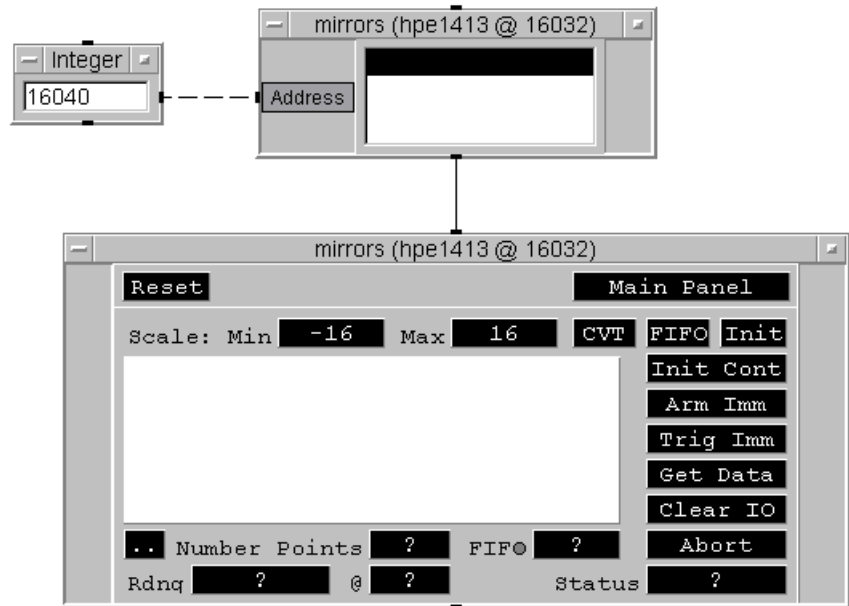 mirrors (hpe1413 @ 16032)
Integer
16040
Address
mirrors (hpe1413 @ 16032)
Reset Main Panel
Scale: Min -16 Max 16 CVT FIFO Init
Init Cont
Arm Imm
Trig Imm
Get Data
Clear IO
.. Number Points ? FIFO ? Abort
Rdng ? @ ? Status ?